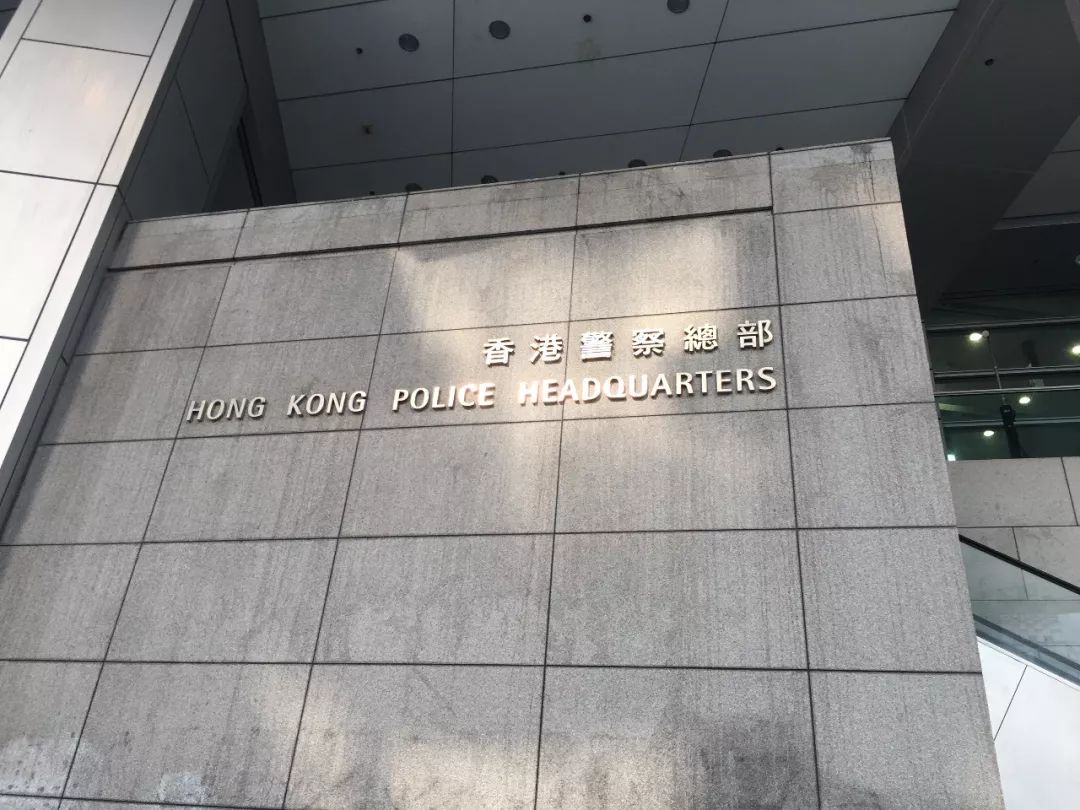 香港警察總部
HONG KONG POLICE HEADQUARTERS